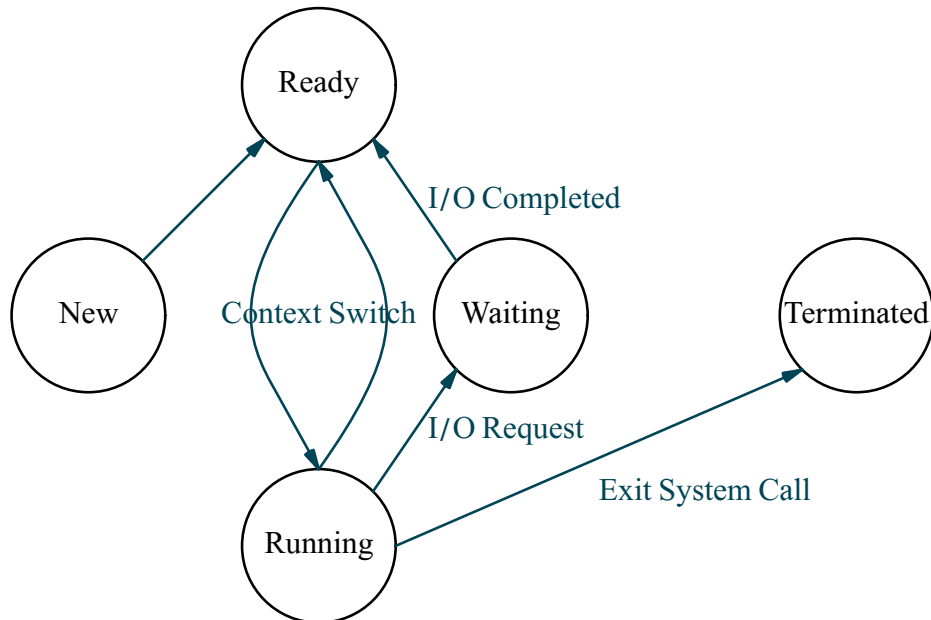 Ready
I/O Completed
New
Context Switch
Waiting
Terminated
I/O Request
Exit System Call
Running